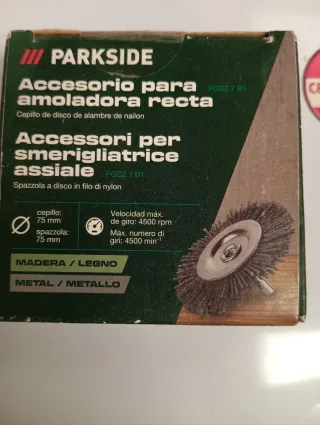 PARKSIDE
Accesorio para
amoladora recta PGSZ 7 B1
Cepillo de disco de alambre de nailon
Accessori per
smerigliatrice
assiale PGSZ 7 B1
Spazzola a disco in filo di nylon
cepillo:
75 mm
spazzola:
75 mm
Velocidad máx.
de giro: 4500 rpm
Max. numero di
giri: 4500 min⁻¹
MADERA / LEGNO
METAL / METALLO